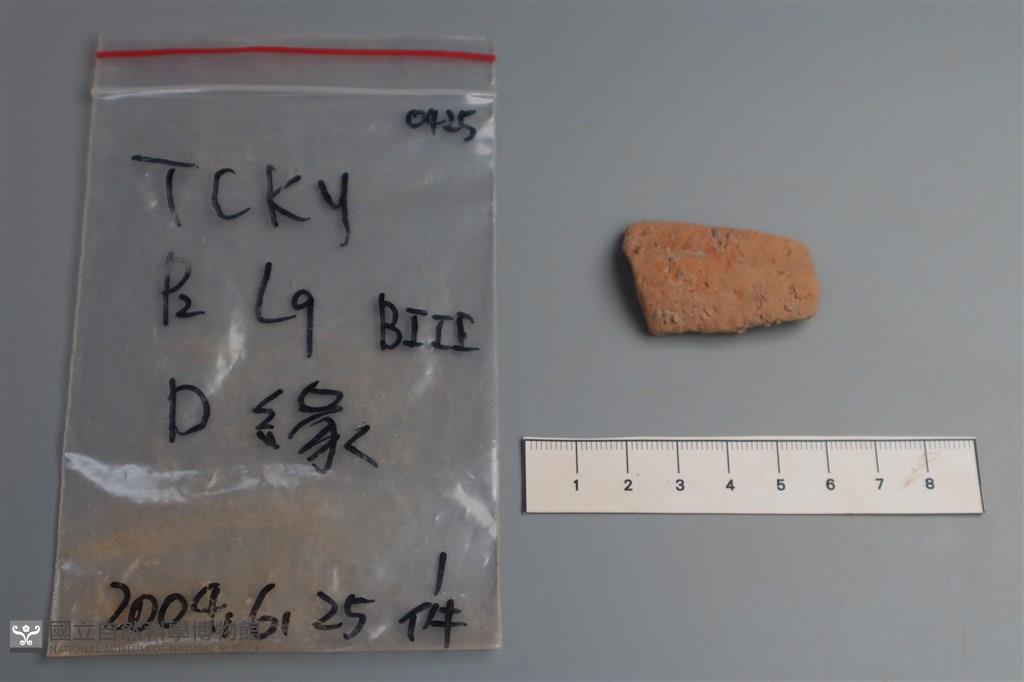 0425
TCKY
P2 L9 BIII
D 緣
2004.6.25 1件
1 2 3 4 5 6 7 8
國立自然科學博物館
NATIONAL MUSEUM OF NATURAL SCIENCE